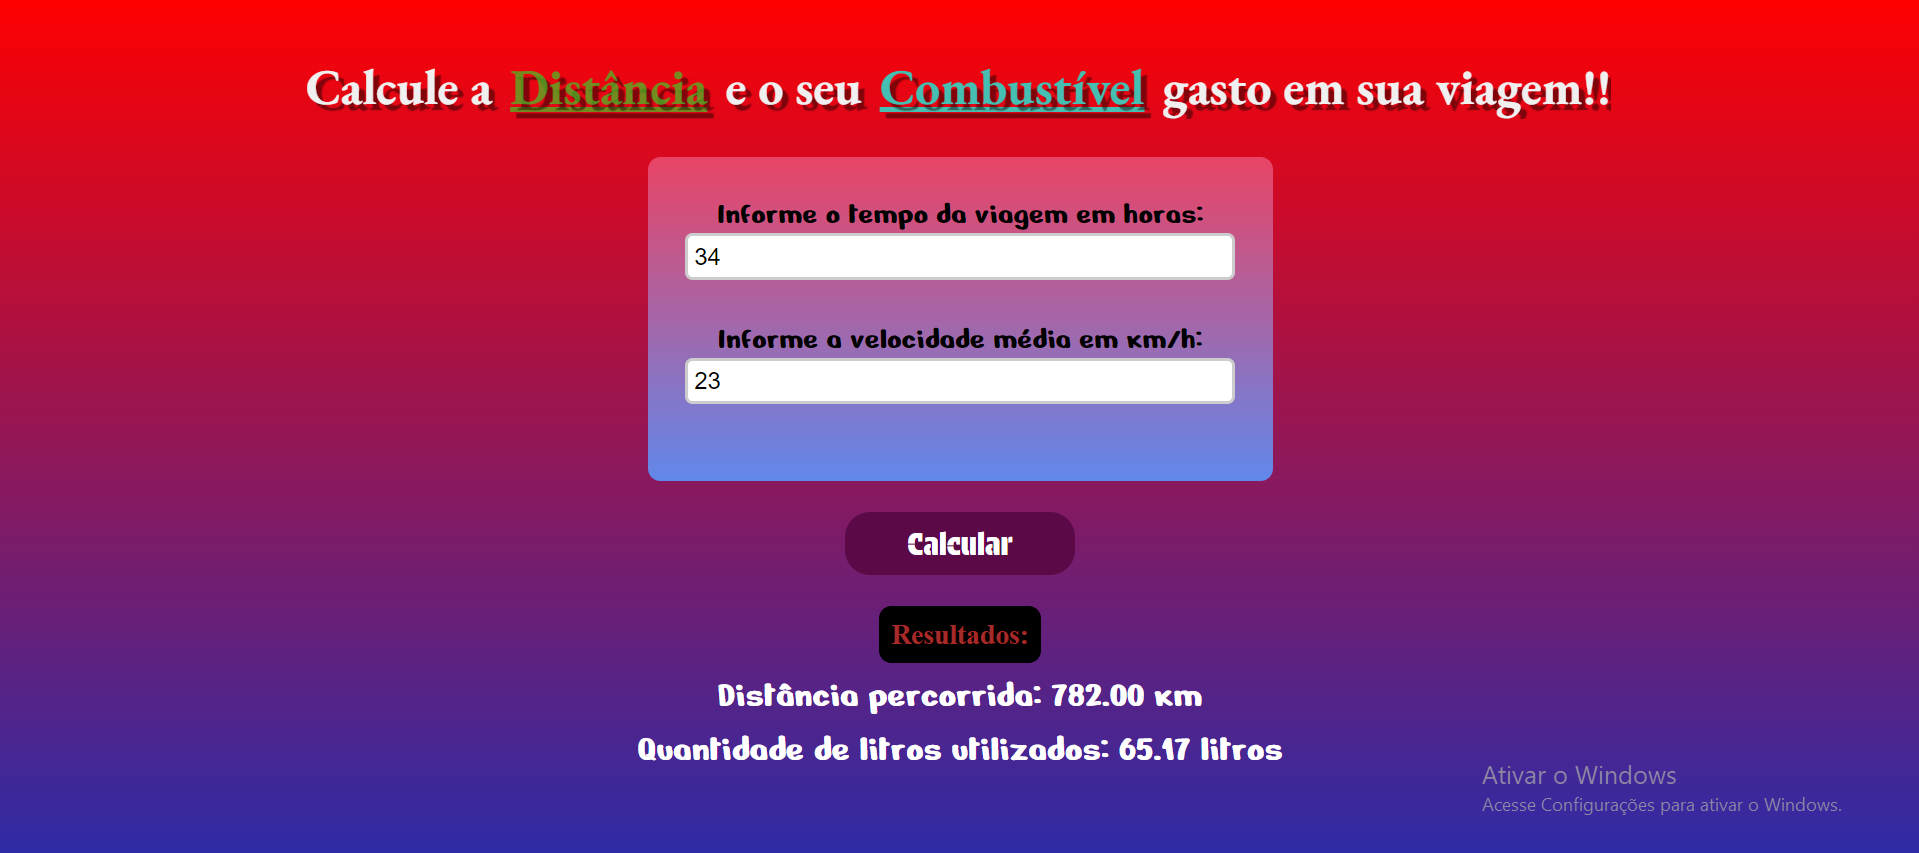 Calcule a Distância e o seu Combustível gasto em sua viagem!!
Informe o tempo da viagem em horas:
34
Informe a velocidade média em km/h:
23
Calcular
Resultados:
Distância percorrida: 782.00 km
Quantidade de litros utilizados: 65.17 litros
Ativar o Windows
Acesse Configurações para ativar o Windows.